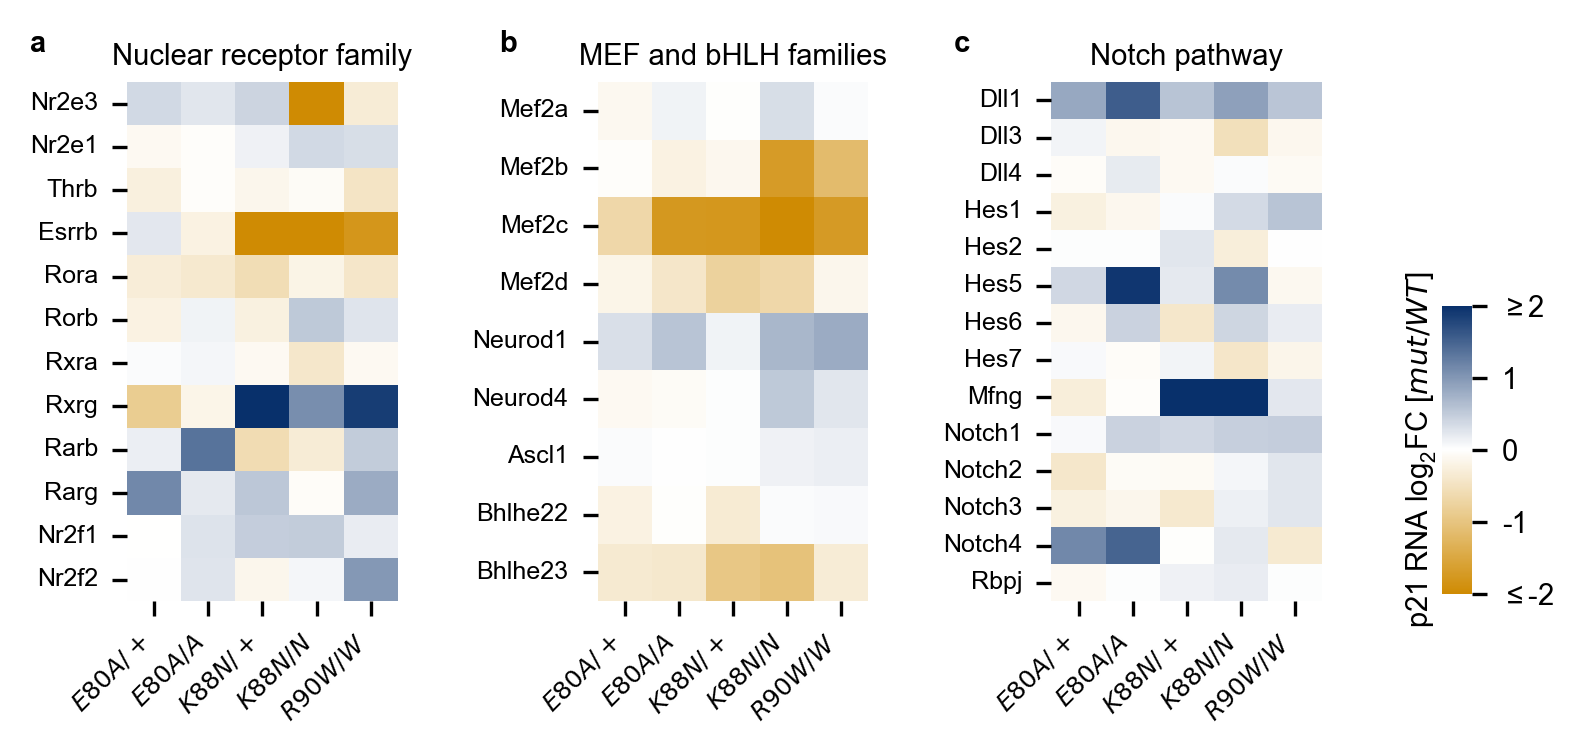 a
Nuclear receptor family
Nr2e3
Nr2e1
Thrb
Esrrb
Rora
Rorb
Rxra
Rxrg
Rarb
Rarg
Nr2f1
Nr2f2
E80A/ +
E80A/A
K88N/ +
K88N/N
R90W/W
b
MEF and bHLH families
Mef2a
Mef2b
Mef2c
Mef2d
Neurod1
Neurod4
Ascl1
Bhlhe22
Bhlhe23
E80A/ +
E80A/A
K88N/ +
K88N/N
R90W/W
c
Notch pathway
Dll1
Dll3
Dll4
Hes1
Hes2
Hes5
Hes6
Hes7
Mfng
Notch1
Notch2
Notch3
Notch4
Rbpj
E80A/ +
E80A/A
K88N/ +
K88N/N
R90W/W
p21 RNA log₂FC [mut/WT]
≥ 2
1
0
-1
≤ -2